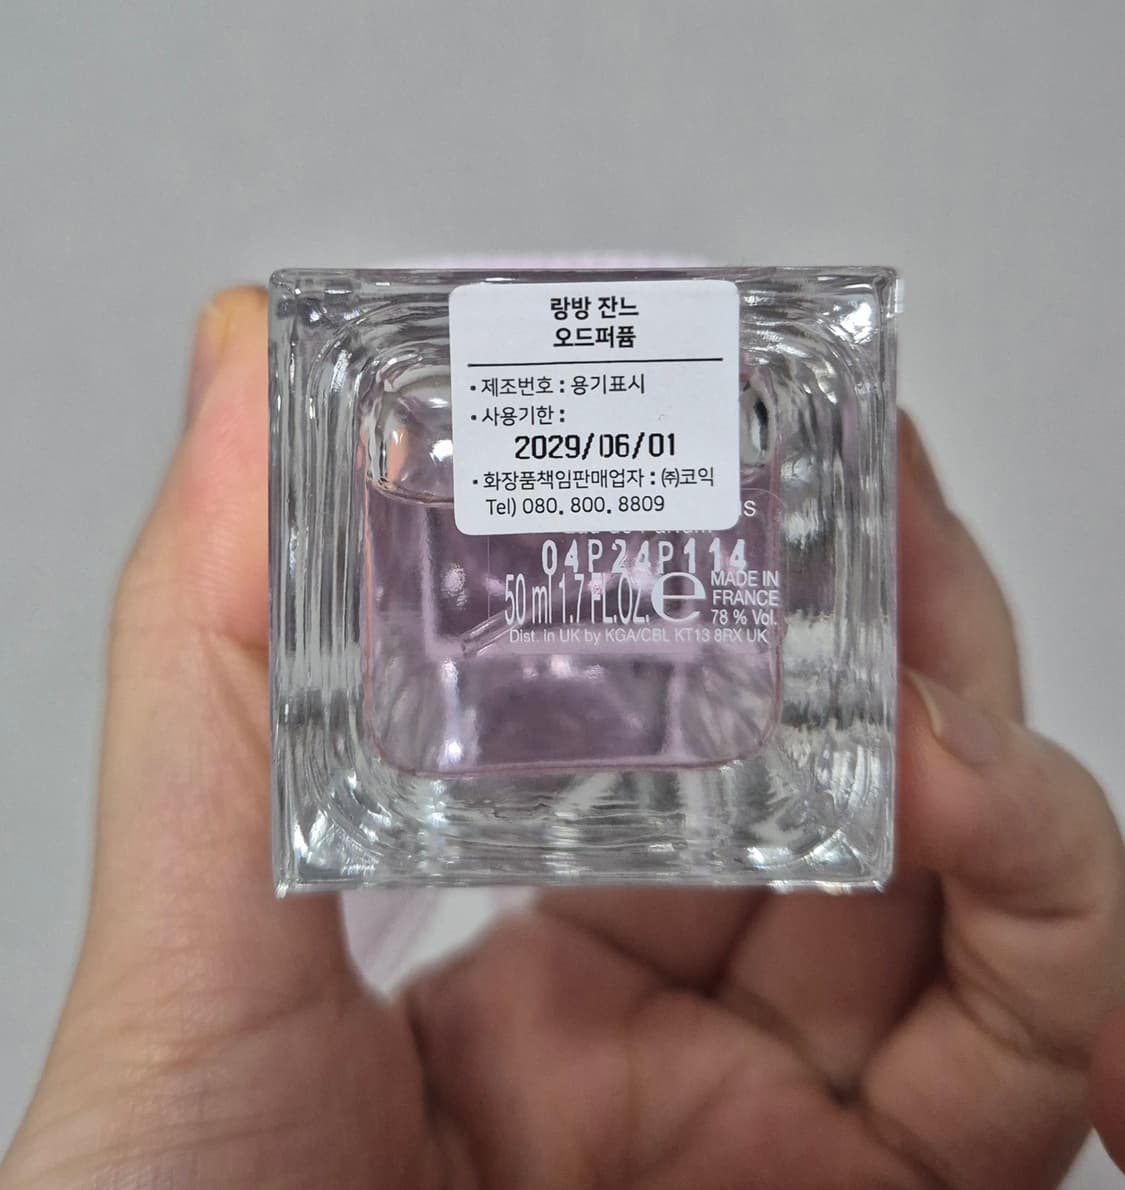 랑방 잔느
오드퍼퓸
• 제조번호 : 용기표시
• 사용기한 :
2029/06/01
• 화장품책임판매업자 : ㈜코익
Tel) 080. 800. 8809
04P24P114
50 ml 1.7 FL.OZ. e MADE IN
FRANCE
78 % Vol.
Dist. in UK by KGA/CBL KT13 8RX UK